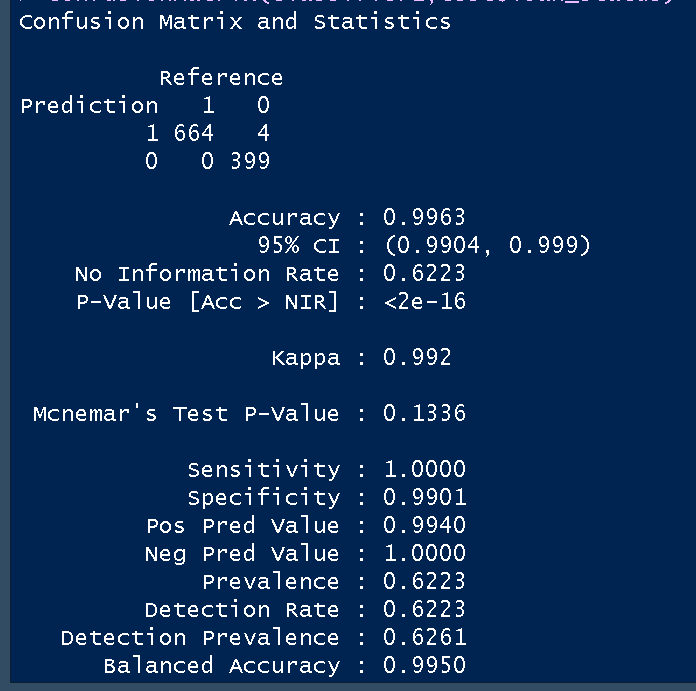 Confusion Matrix and Statistics
Reference
Prediction 1 0
1 664 4
0 0 399
Accuracy : 0.9963
95% CI : (0.9904, 0.999)
No Information Rate : 0.6223
P-Value [Acc > NIR] : <2e-16
Kappa : 0.992
Mcnemar's Test P-Value : 0.1336
Sensitivity : 1.0000
Specificity : 0.9901
Pos Pred Value : 0.9940
Neg Pred Value : 1.0000
Prevalence : 0.6223
Detection Rate : 0.6223
Detection Prevalence : 0.6261
Balanced Accuracy : 0.9950